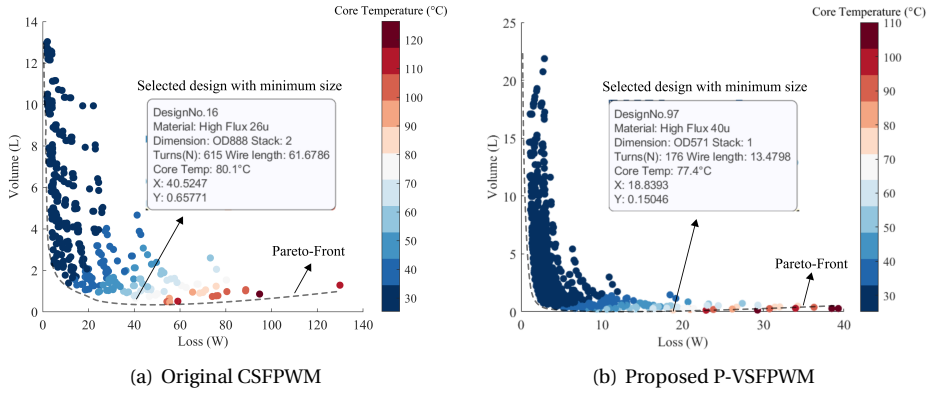 Core Temperature (°C)
14
12
10
8
6
4
2
0
Volume (L)
0
20
40
60
80
100
120
140
Loss (W)
120
110
100
90
80
70
60
50
40
30
Selected design with minimum size
DesignNo.16
Material: High Flux 26u
Dimension: OD888 Stack: 2
Turns(N): 615 Wire length: 61.6786
Core Temp: 80.1°C
X: 40.5247
Y: 0.65771
Pareto-Front
(a) Original CSFPWM
Core Temperature (°C)
25
20
15
10
5
0
Volume (L)
0
10
20
30
40
Loss (W)
110
100
90
80
70
60
50
40
30
Selected design with minimum size
DesignNo.97
Material: High Flux 40u
Dimension: OD571 Stack: 1
Turns(N): 176 Wire length: 13.4798
Core Temp: 77.4°C
X: 18.8393
Y: 0.15046
Pareto-Front
(b) Proposed P-VSFPWM